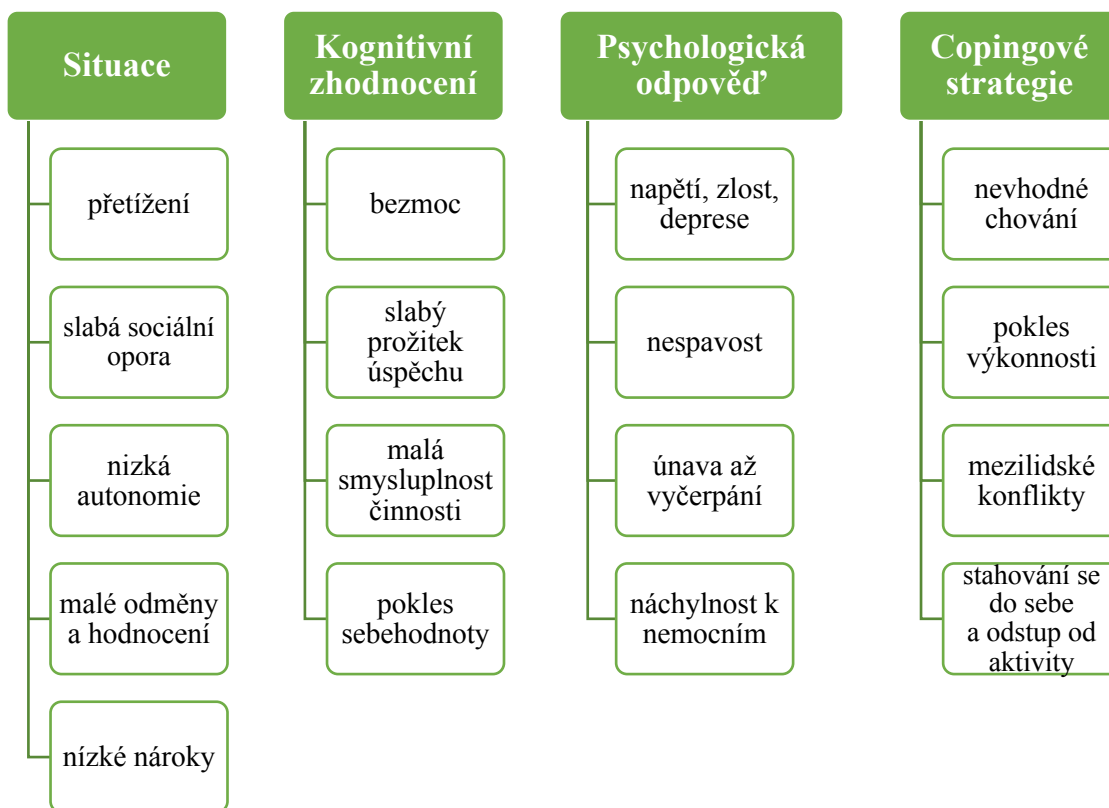 Situace
přetížení
slabá sociální
opora
nizká
autonomie
malé odměny
a hodnocení
nízké nároky
Kognitivní
zhodnocení
bezmoc
slabý
prožitek
úspěchu
malá
smysluplnost
činnosti
pokles
sebehodnoty
Psychologická
odpověď
napětí, zlost,
deprese
nespavost
únava až
vyčerpání
náchylnost k
nemocním
Copingové
strategie
nevhodné
chování
pokles
výkonnosti
mezilidské
konflikty
stahování se
do sebe
a odstup od
aktivity